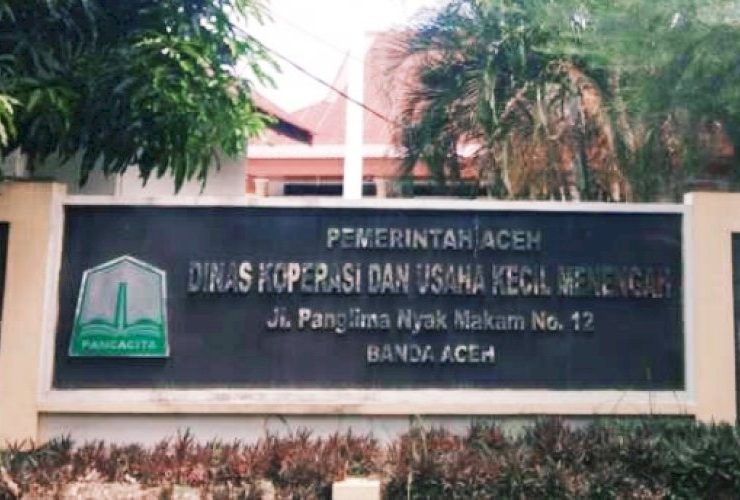 PEMERINTAH ACEH
DINAS KOPERASI DAN USAHA KECIL MENENGAH
Jl. Panglima Nyak Makam No. 12
BANDA ACEH
PANCACITA